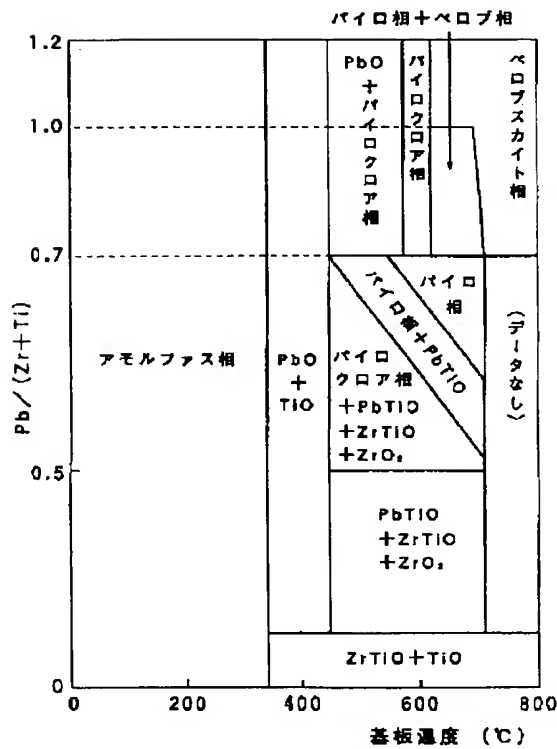 パイロ相+ペロブ相
1.2
PbO
+
パイロクロア相
パイロクロア相
ペロブスカイト相
1.0
0.7
パイロ
相
パイロ相+PbTiO
(データなし)
Pb/(Zr+Ti)
アモルファス相
PbO
+
TiO
パイロ
クロア相
+PbTiO
+ZrTiO
+ZrO₂
0.5
PbTiO
+ZrTiO
+ZrO₂
ZrTiO+TiO
0
0
200
400
600
800
基板温度 (℃)